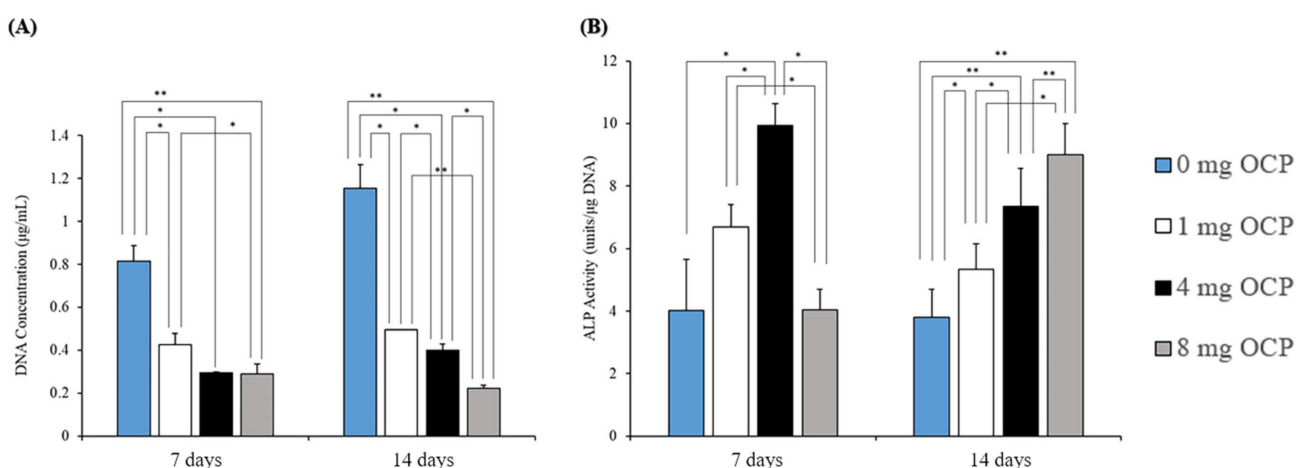 (A)
DNA Concentration (µg/mL)
1.4
1.2
1
0.8
0.6
0.4
0.2
0
**
*
*
*
**
*
*
*
*
**
7 days
14 days
(B)
ALP Activity (units/µg DNA)
12
10
8
6
4
2
0
*
*
*
*
**
**
**
*
*
*
7 days
14 days
0 mg OCP
1 mg OCP
4 mg OCP
8 mg OCP